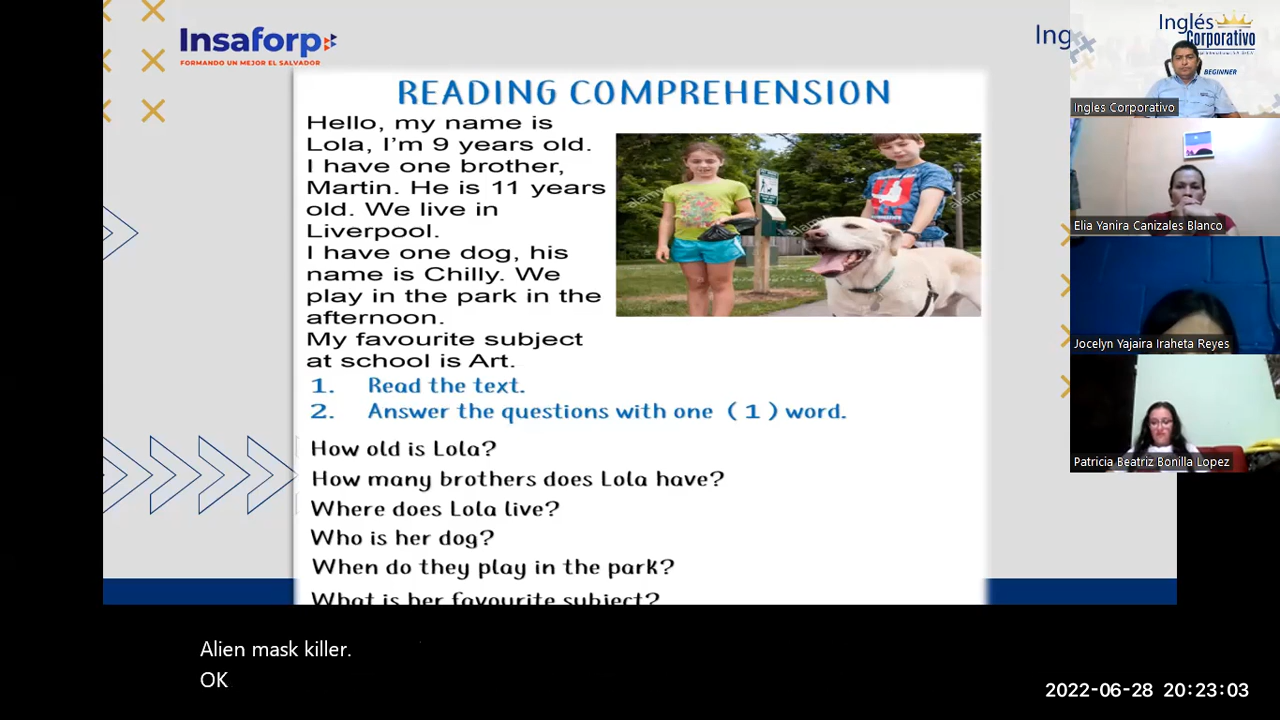 Insaforp
FORMANDO UN MEJOR EL SALVADOR
Ing
Inglés
Corporativo
BEGINNER
Ingles Corporativo
Elia Yanira Canizales Blanco
Jocelyn Yajaira Iraheta Reyes
Patricia Beatriz Bonilla Lopez
READING COMPREHENSION
Hello, my name is
Lola, I'm 9 years old.
I have one brother,
Martin. He is 11 years
old. We live in
Liverpool.
I have one dog, his
name is Chilly. We
play in the park in the
afternoon.
My favourite subject
at school is Art.
alamy
1. Read the text.
2. Answer the questions with one ( 1 ) word.
How old is Lola?
How many brothers does Lola have?
Where does Lola live?
Who is her dog?
When do they play in the park?
What is her favourite subject?
Alien mask killer.
OK
2022-06-28 20:23:03